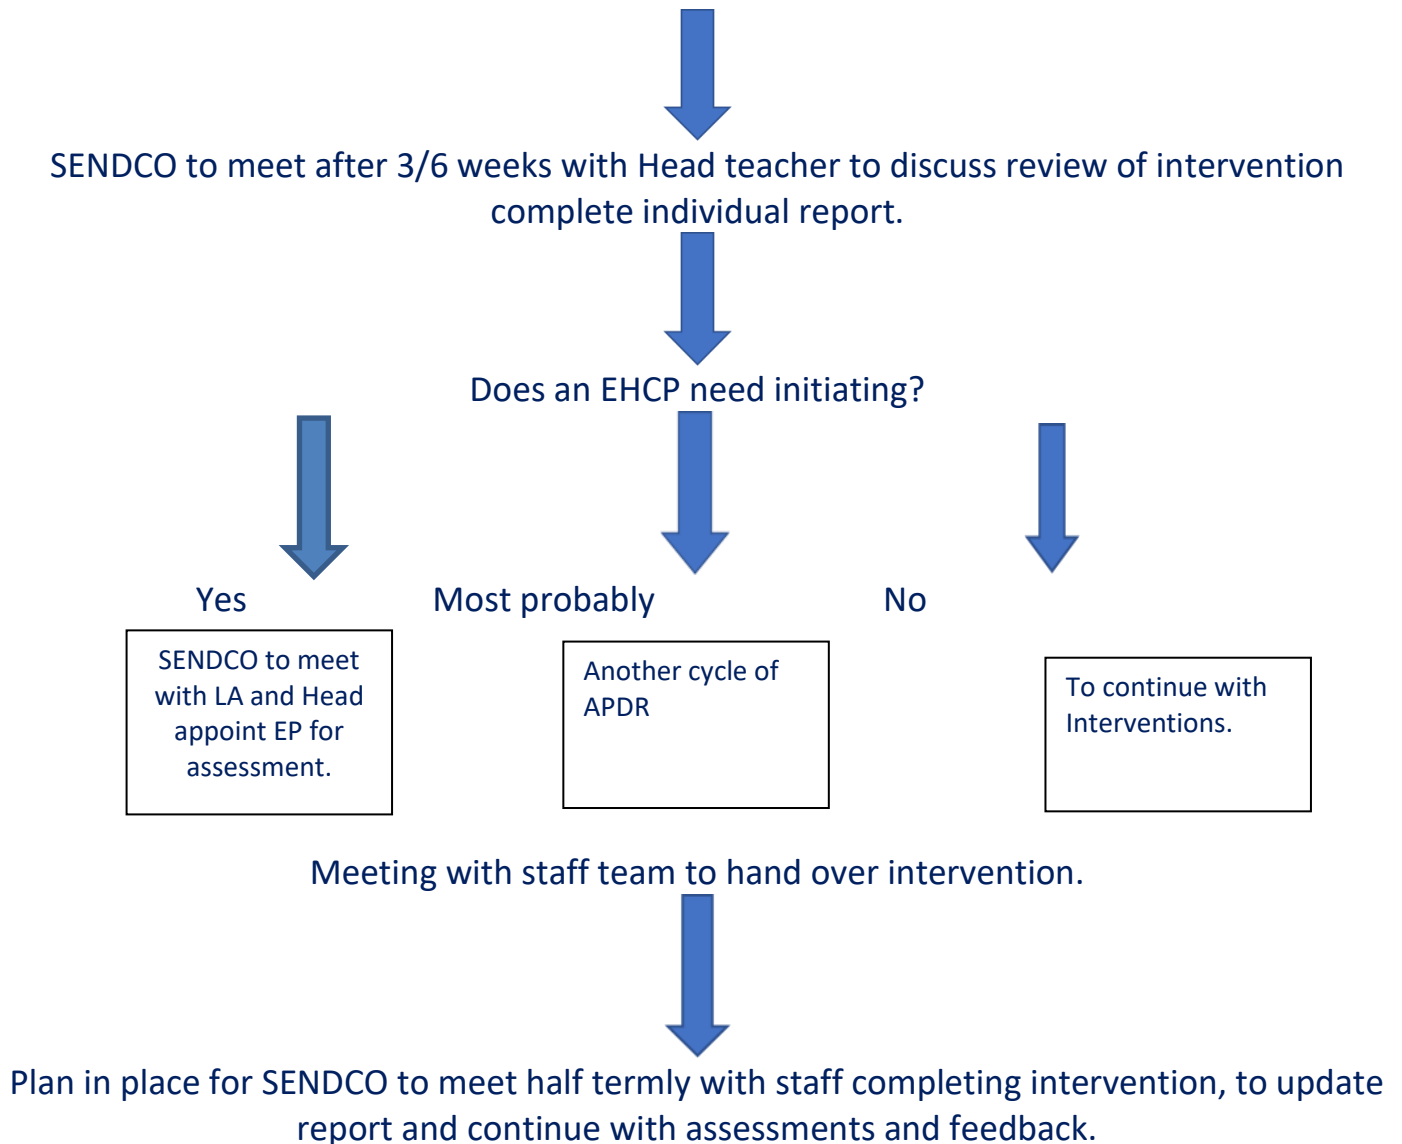 SENDCO to meet after 3/6 weeks with Head teacher to discuss review of intervention
complete individual report.
Does an EHCP need initiating?
Yes
Most probably
No
SENDCO to meet
with LA and Head
appoint EP for
assessment.
Another cycle of
APDR
To continue with
Interventions.
Meeting with staff team to hand over intervention.
Plan in place for SENDCO to meet half termly with staff completing intervention, to update
report and continue with assessments and feedback.